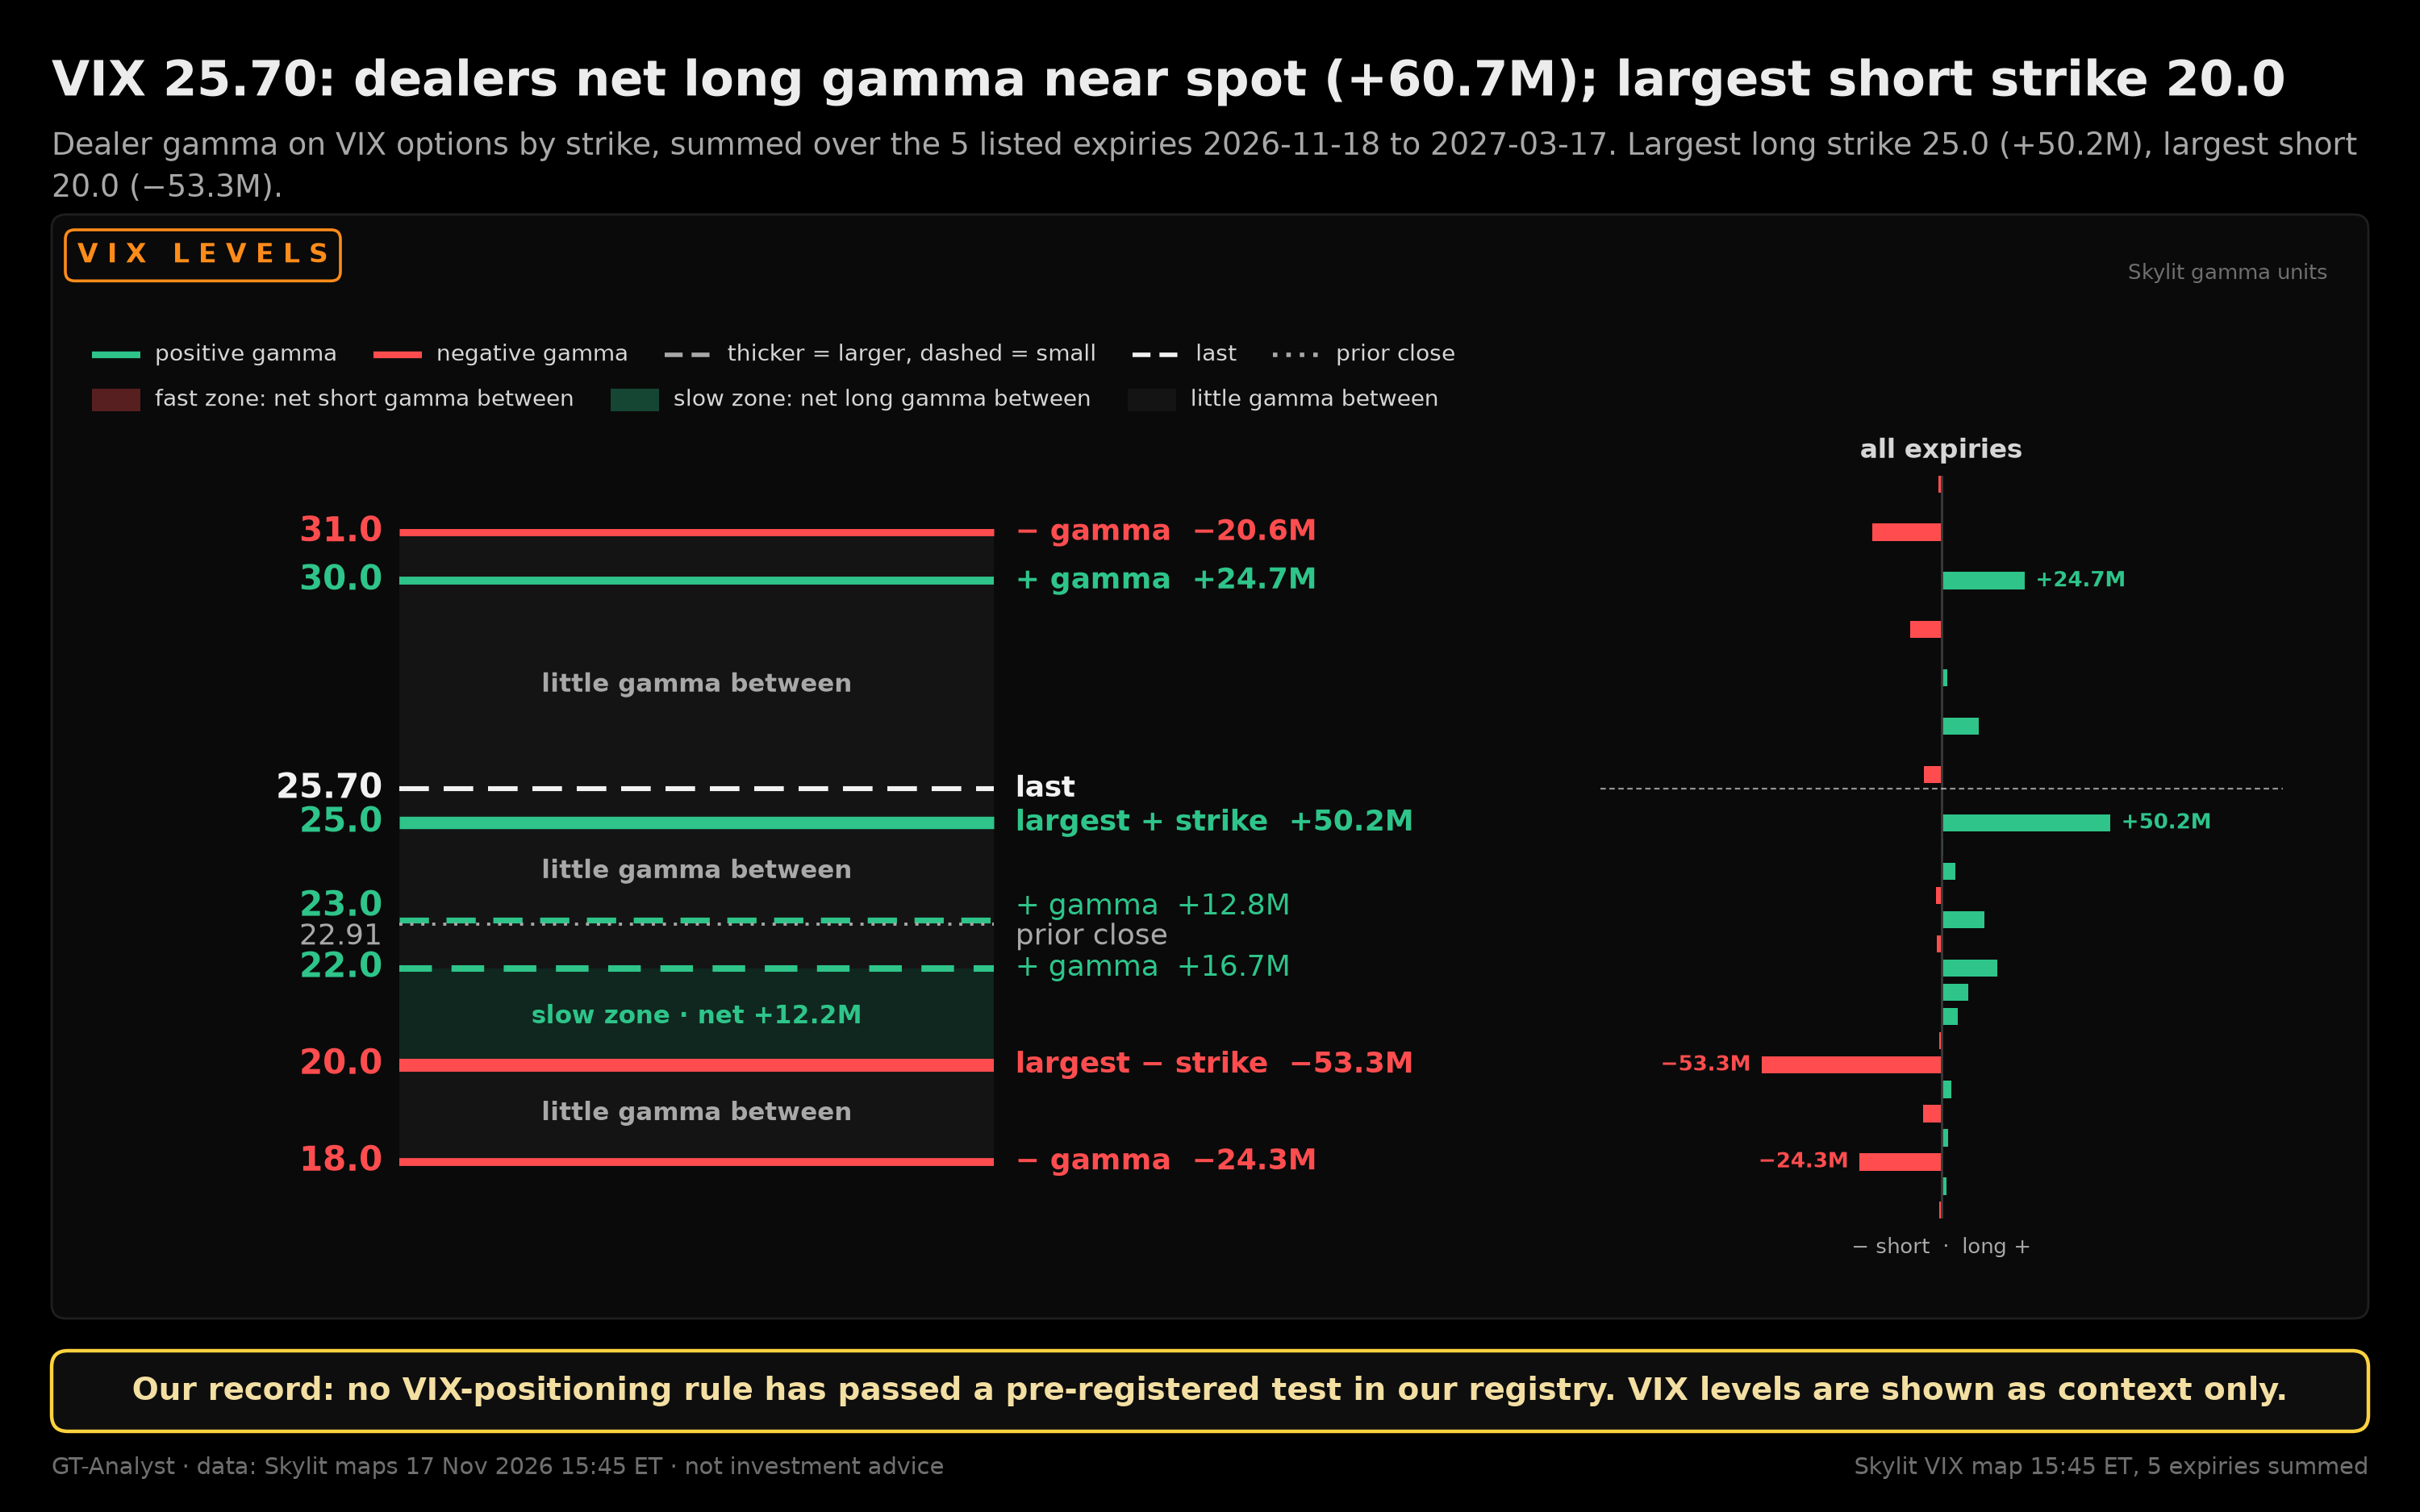 VIX 25.70: dealers net long gamma near spot (+60.7M); largest short strike 20.0
Dealer gamma on VIX options by strike, summed over the 5 listed expiries 2026-11-18 to 2027-03-17. Largest long strike 25.0 (+50.2M), largest short
20.0 (−53.3M).
VIX LEVELS
Skylit gamma units
positive gamma negative gamma thicker = larger, dashed = small last prior close
fast zone: net short gamma between slow zone: net long gamma between little gamma between
all expiries
31.0 − gamma −20.6M
30.0 + gamma +24.7M +24.7M
little gamma between
25.70 last
25.0 largest + strike +50.2M +50.2M
little gamma between
23.0 + gamma +12.8M
22.91 prior close
22.0 + gamma +16.7M
slow zone · net +12.2M
20.0 largest − strike −53.3M −53.3M
little gamma between
18.0 − gamma −24.3M −24.3M
− short · long +
Our record: no VIX-positioning rule has passed a pre-registered test in our registry. VIX levels are shown as context only.
GT-Analyst · data: Skylit maps 17 Nov 2026 15:45 ET · not investment advice
Skylit VIX map 15:45 ET, 5 expiries summed